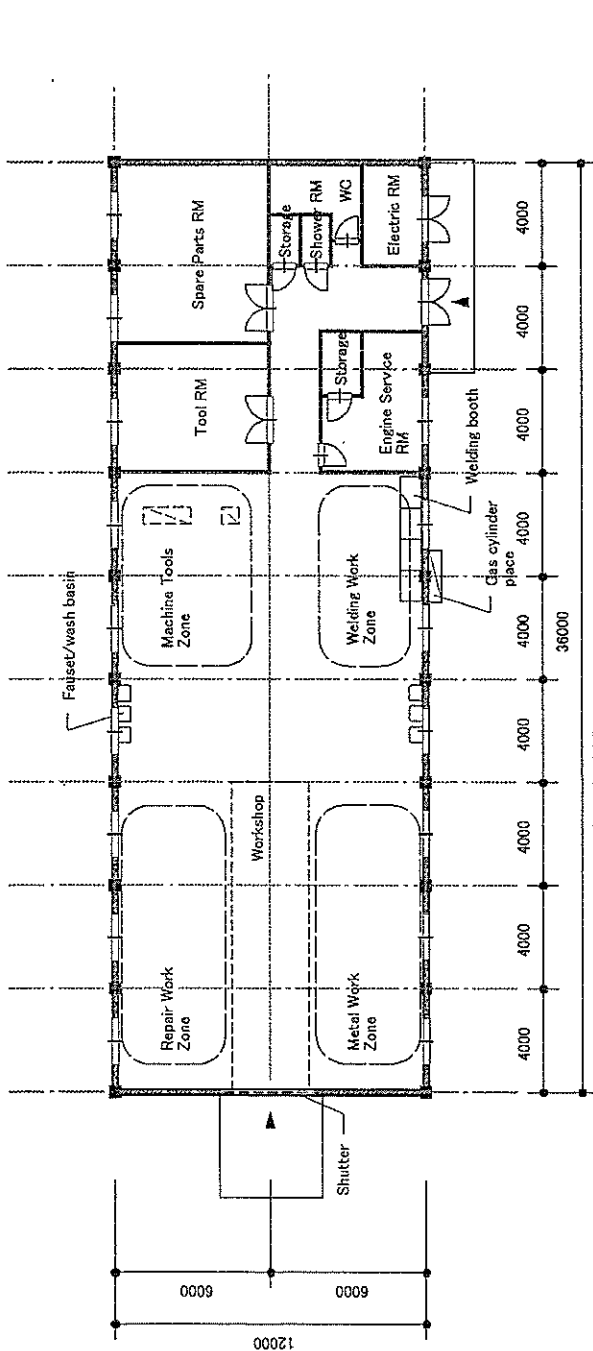 Spare Parts RM
Storage
Shower RM
WC
Electric RM
Tool RM
Storage
Engine Service
RM
Welding booth
Gas cylinder
place
Fauset/wash basin
Machine Tools
Zone
Welding Work
Zone
Workshop
Repair Work
Zone
Metal Work
Zone
Shutter
4000
4000
4000
4000
4000
4000
4000
4000
4000
36000
6000
6000
12000